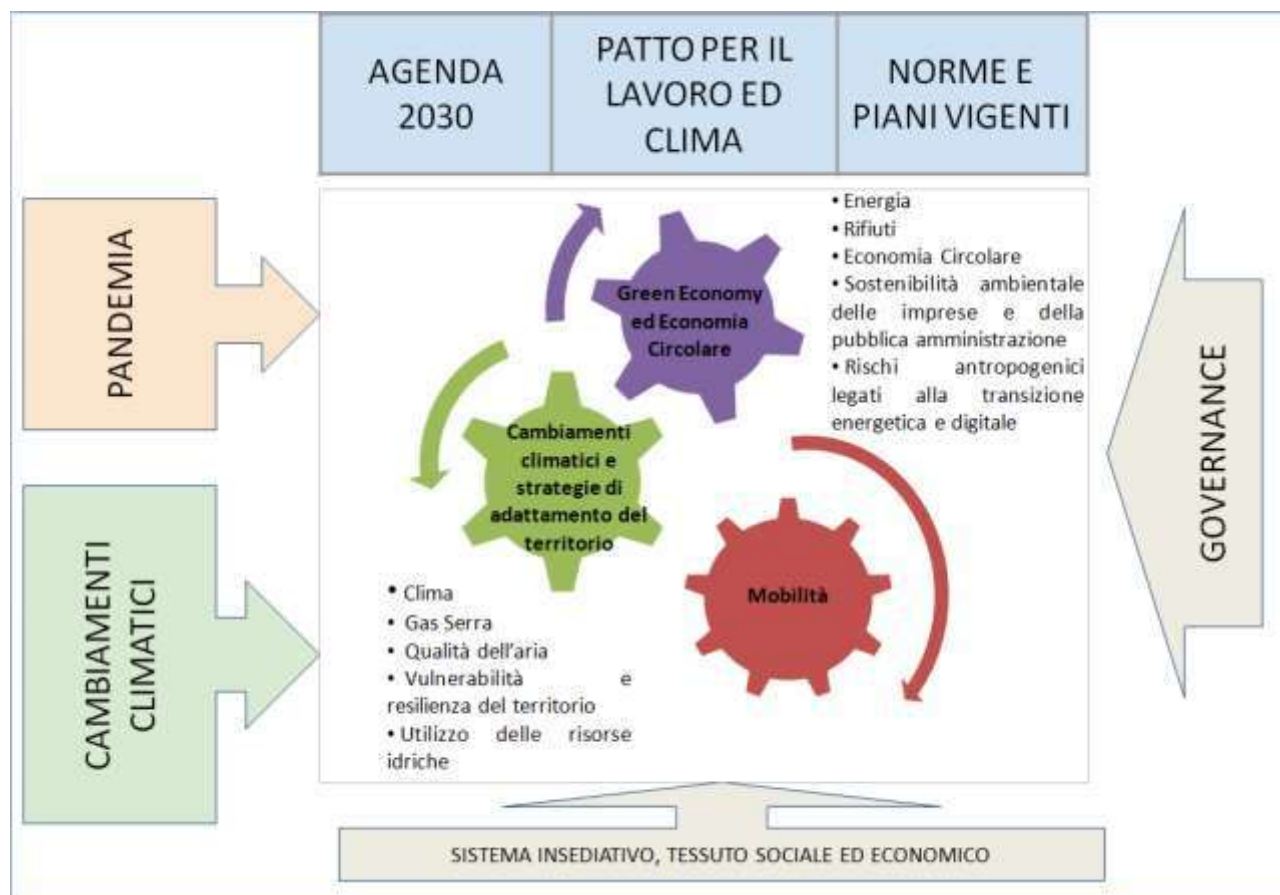 AGENDA
2030
PATTO PER IL
LAVORO ED
CLIMA
NORME E
PIANI VIGENTI
PANDEMIA
CAMBIAMENTI
CLIMATICI
Green Economy
ed Economia
Circolare
• Energia
• Rifiuti
• Economia Circolare
• Sostenibilità ambientale
delle imprese e della
pubblica amministrazione
• Rischi antropogenici
legati alla transizione
energetica e digitale
Cambiamenti
climatici e
strategie di
adattamento del
territorio
Mobilità
• Clima
• Gas Serra
• Qualità dell'aria
• Vulnerabilità e
resilienza del territorio
• Utilizzo delle risorse
idriche
GOVERNANCE
SISTEMA INSEDIATIVO, TESSUTO SOCIALE ED ECONOMICO